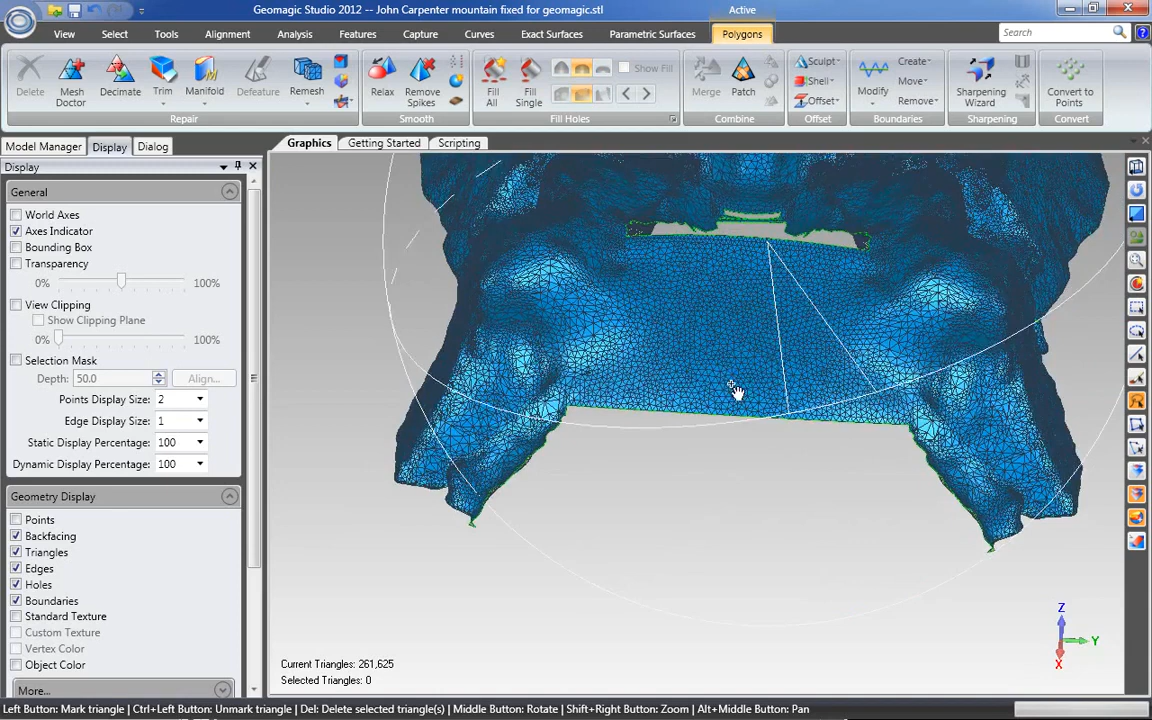 Geomagic Studio 2012 -- John Carpenter mountain fixed for geomagic.stl
Active
View
Select
Tools
Alignment
Analysis
Features
Capture
Curves
Exact Surfaces
Parametric Surfaces
Polygons
Search
Delete
Mesh Doctor
Decimate
Trim
Manifold
Defeature
Remesh
Repair
Relax
Remove Spikes
Smooth
Fill All
Fill Single
Show Fill
Fill Holes
Merge
Patch
Combine
Sculpt
Shell
Offset
Offset
Modify
Create
Move
Remove
Boundaries
Sharpening Wizard
Sharpening
Convert to Points
Convert
Model Manager
Display
Dialog
Graphics
Getting Started
Scripting
Display
General
World Axes
Axes Indicator
Bounding Box
Transparency
0% 100%
View Clipping
Show Clipping Plane
0% 100%
Selection Mask
Depth: 50.0 Align...
Points Display Size: 2
Edge Display Size: 1
Static Display Percentage: 100
Dynamic Display Percentage: 100
Geometry Display
Points
Backfacing
Triangles
Edges
Holes
Boundaries
Standard Texture
Custom Texture
Vertex Color
Object Color
More...
Z
Y
X
Current Triangles: 261,625
Selected Triangles: 0
Left Button: Mark triangle | Ctrl+Left Button: Unmark triangle | Del: Delete selected triangle(s) | Middle Button: Rotate | Shift+Right Button: Zoom | Alt+Middle Button: Pan